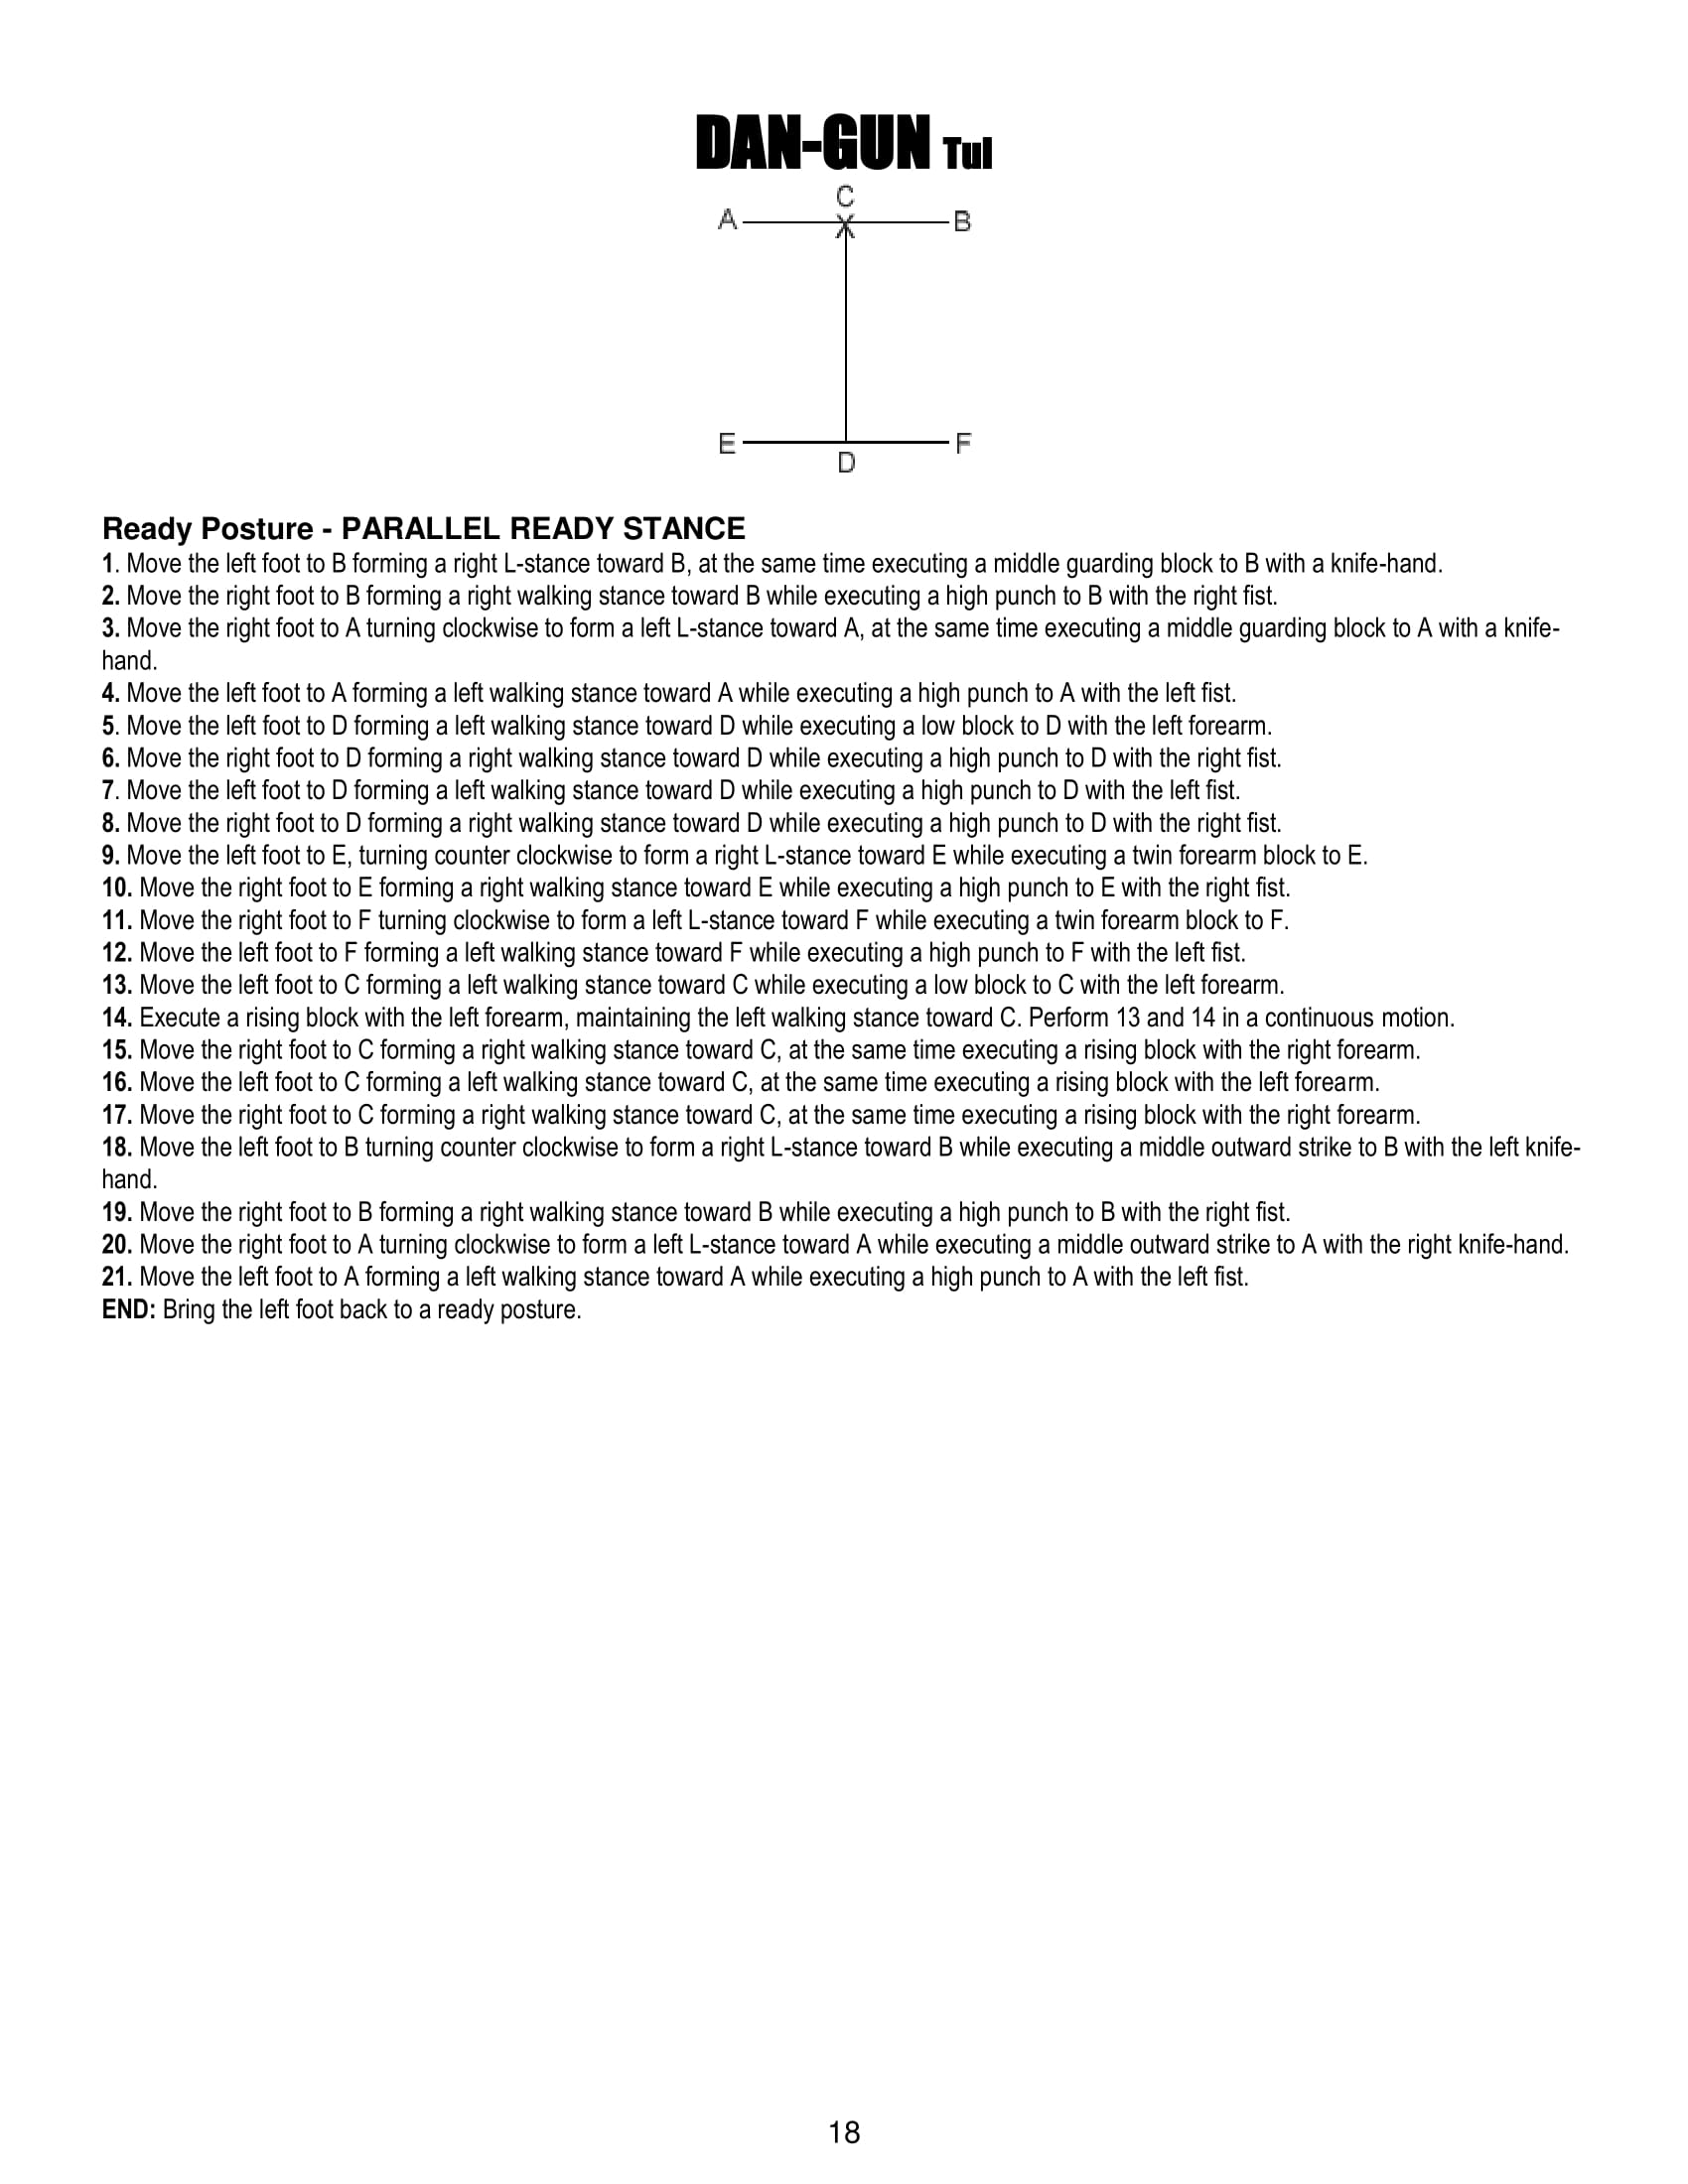 DAN-GUN Tul
C
A X B
E F
D
Ready Posture - PARALLEL READY STANCE
1. Move the left foot to B forming a right L-stance toward B, at the same time executing a middle guarding block to B with a knife-hand.
2. Move the right foot to B forming a right walking stance toward B while executing a high punch to B with the right fist.
3. Move the right foot to A turning clockwise to form a left L-stance toward A, at the same time executing a middle guarding block to A with a knife-
hand.
4. Move the left foot to A forming a left walking stance toward A while executing a high punch to A with the left fist.
5. Move the left foot to D forming a left walking stance toward D while executing a low block to D with the left forearm.
6. Move the right foot to D forming a right walking stance toward D while executing a high punch to D with the right fist.
7. Move the left foot to D forming a left walking stance toward D while executing a high punch to D with the left fist.
8. Move the right foot to D forming a right walking stance toward D while executing a high punch to D with the right fist.
9. Move the left foot to E, turning counter clockwise to form a right L-stance toward E while executing a twin forearm block to E.
10. Move the right foot to E forming a right walking stance toward E while executing a high punch to E with the right fist.
11. Move the right foot to F turning clockwise to form a left L-stance toward F while executing a twin forearm block to F.
12. Move the left foot to F forming a left walking stance toward F while executing a high punch to F with the left fist.
13. Move the left foot to C forming a left walking stance toward C while executing a low block to C with the left forearm.
14. Execute a rising block with the left forearm, maintaining the left walking stance toward C. Perform 13 and 14 in a continuous motion.
15. Move the right foot to C forming a right walking stance toward C, at the same time executing a rising block with the right forearm.
16. Move the left foot to C forming a left walking stance toward C, at the same time executing a rising block with the left forearm.
17. Move the right foot to C forming a right walking stance toward C, at the same time executing a rising block with the right forearm.
18. Move the left foot to B turning counter clockwise to form a right L-stance toward B while executing a middle outward strike to B with the left knife-
hand.
19. Move the right foot to B forming a right walking stance toward B while executing a high punch to B with the right fist.
20. Move the right foot to A turning clockwise to form a left L-stance toward A while executing a middle outward strike to A with the right knife-hand.
21. Move the left foot to A forming a left walking stance toward A while executing a high punch to A with the left fist.
END: Bring the left foot back to a ready posture.
18